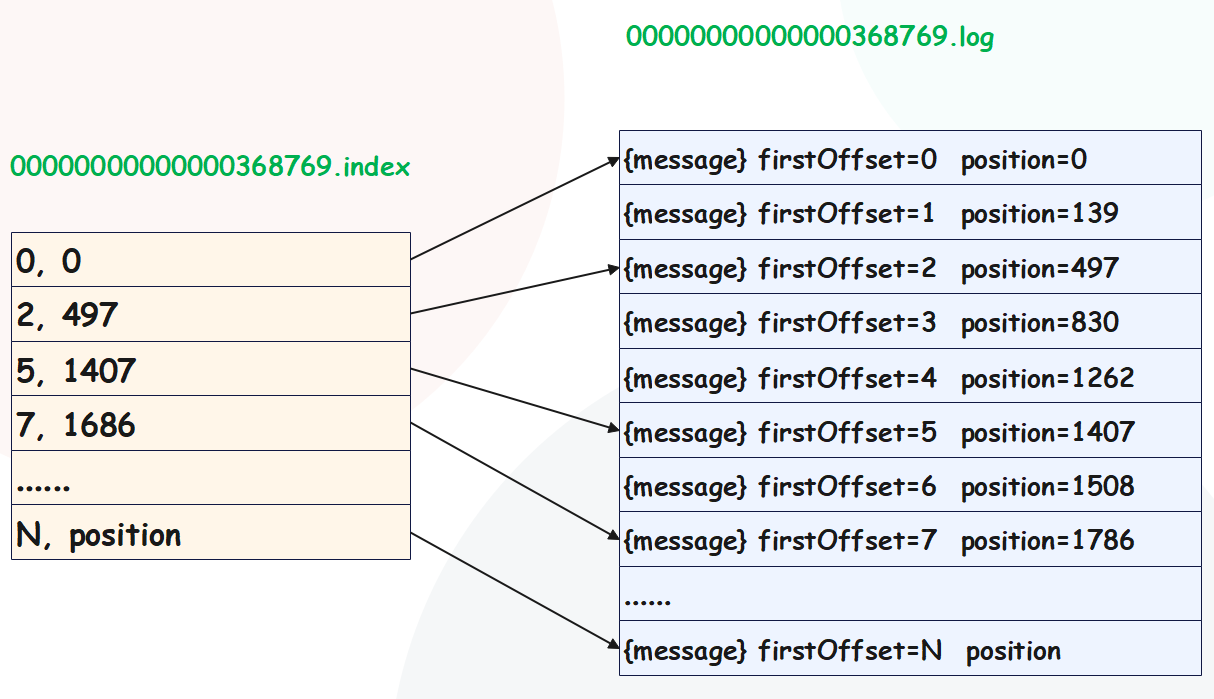 00000000000000368769.log
00000000000000368769.index
0, 0
2, 497
5, 1407
7, 1686
......
N, position
{message} firstOffset=0 position=0
{message} firstOffset=1 position=139
{message} firstOffset=2 position=497
{message} firstOffset=3 position=830
{message} firstOffset=4 position=1262
{message} firstOffset=5 position=1407
{message} firstOffset=6 position=1508
{message} firstOffset=7 position=1786
......
{message} firstOffset=N position